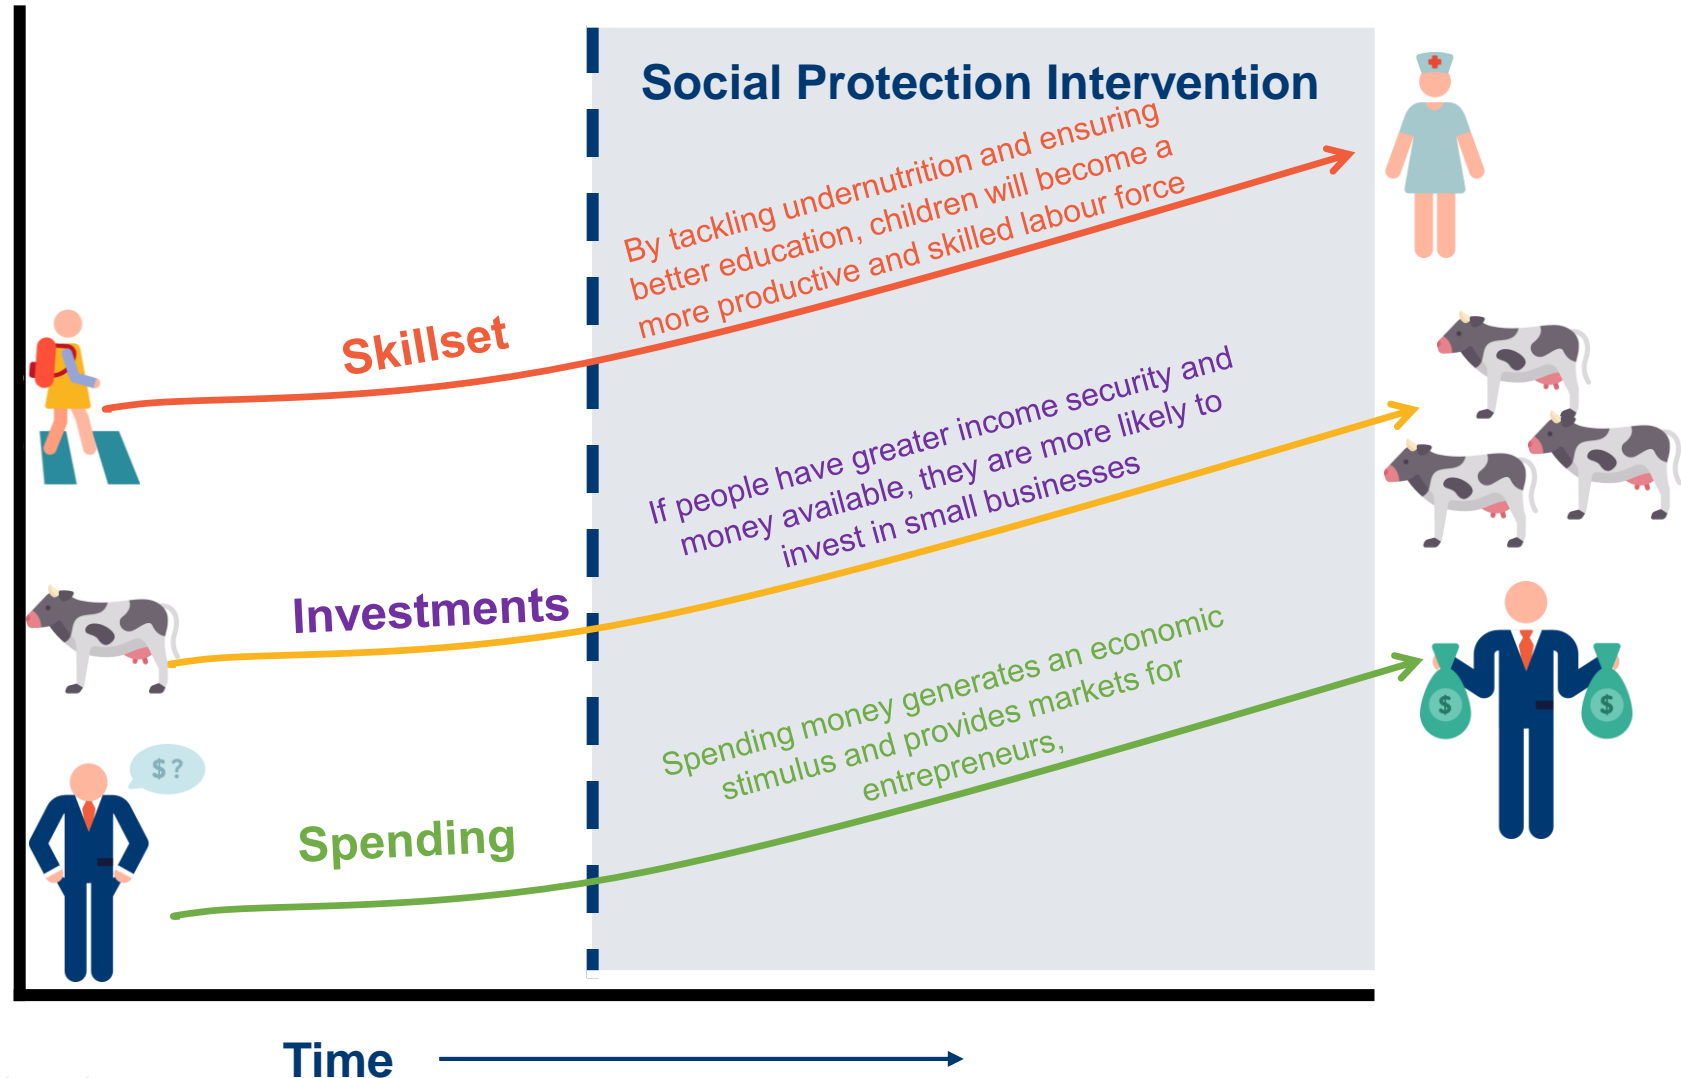 Social Protection Intervention
By tackling undernutrition and ensuring
better education, children will become a
more productive and skilled labour force
Skillset
If people have greater income security and
money available, they are more likely to
invest in small businesses
Investments
Spending money generates an economic
stimulus and provides markets for
entrepreneurs,
$ $
$ ?
Spending
Time